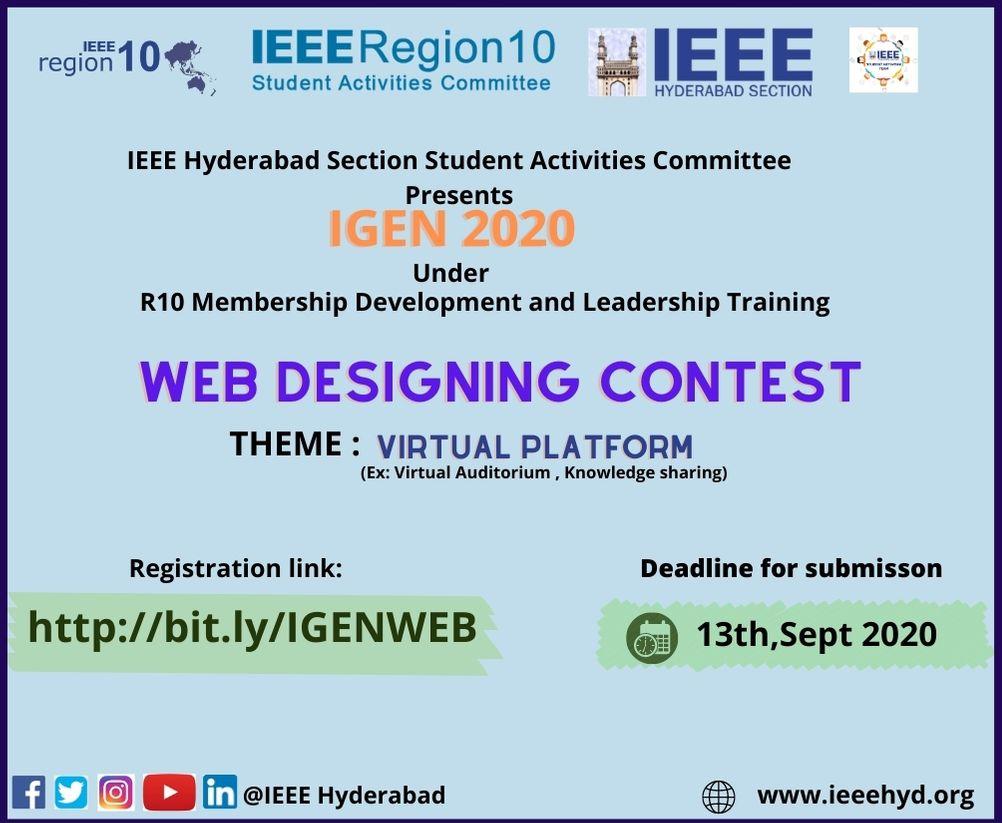 IEEE
region 10
IEEE Region10
Student Activities Committee
IEEE
HYDERABAD SECTION
IEEE
IEEE Hyderabad Section Student Activities Committee
Presents
IGEN 2020
Under
R10 Membership Development and Leadership Training
WEB DESIGNING CONTEST
THEME : VIRTUAL PLATFORM
(Ex: Virtual Auditorium , Knowledge sharing)
Registration link:
http://bit.ly/IGENWEB
Deadline for submisson
13th,Sept 2020
@IEEE Hyderabad
www.ieeehyd.org